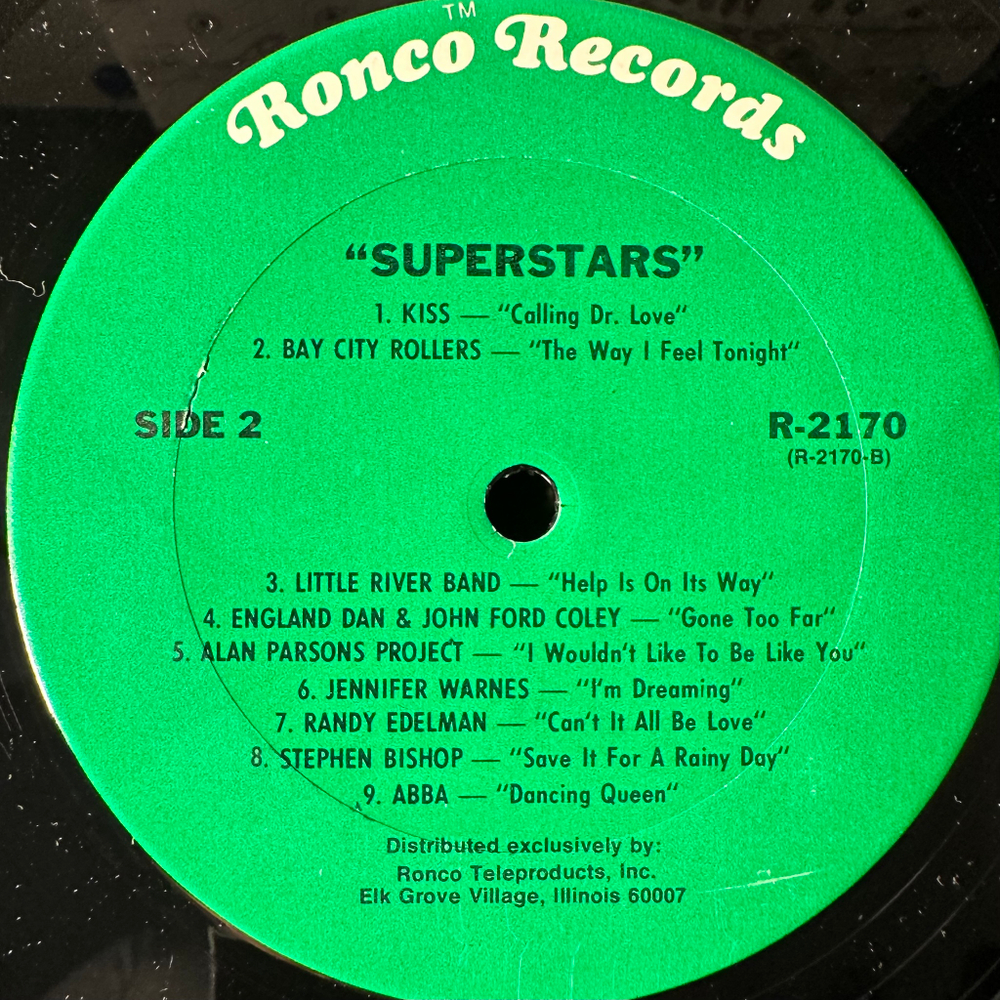 TM
Ronco Records
“SUPERSTARS”
1. KISS — “Calling Dr. Love“
2. BAY CITY ROLLERS — “The Way I Feel Tonight“
SIDE 2
R-2170
(R-2170-B)
3. LITTLE RIVER BAND — “Help Is On Its Way“
4. ENGLAND DAN & JOHN FORD COLEY — “Gone Too Far“
5. ALAN PARSONS PROJECT — “I Wouldn't Like To Be Like You“
6. JENNIFER WARNES — “I'm Dreaming“
7. RANDY EDELMAN — “Can't It All Be Love“
8. STEPHEN BISHOP — “Save It For A Rainy Day“
9. ABBA — “Dancing Queen“
Distributed exclusively by:
Ronco Teleproducts, Inc.
Elk Grove Village, Illinois 60007